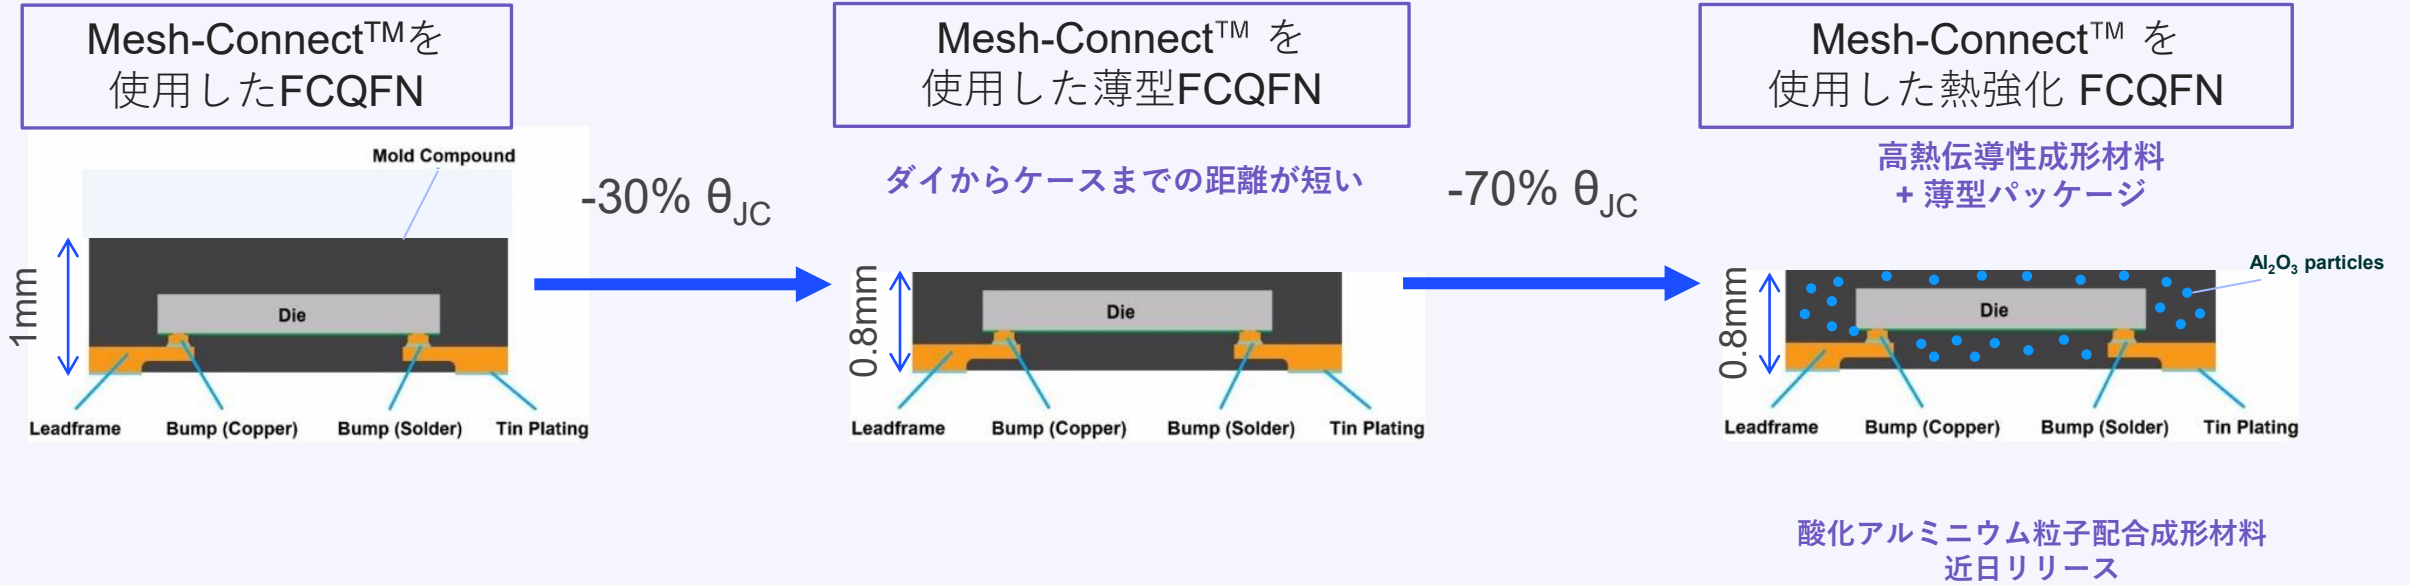 Mesh-Connect™を
使用したFCQFN
Mold Compound
1mm
Die
Leadframe
Bump (Copper)
Bump (Solder)
Tin Plating
-30% θJC
Mesh-Connect™ を
使用した薄型FCQFN
ダイからケースまでの距離が短い
0.8mm
Die
Leadframe
Bump (Copper)
Bump (Solder)
Tin Plating
-70% θJC
Mesh-Connect™ を
使用した熱強化 FCQFN
高熱伝導性成形材料
+ 薄型パッケージ
Al₂O₃ particles
0.8mm
Die
Leadframe
Bump (Copper)
Bump (Solder)
Tin Plating
酸化アルミニウム粒子配合成形材料
近日リリース